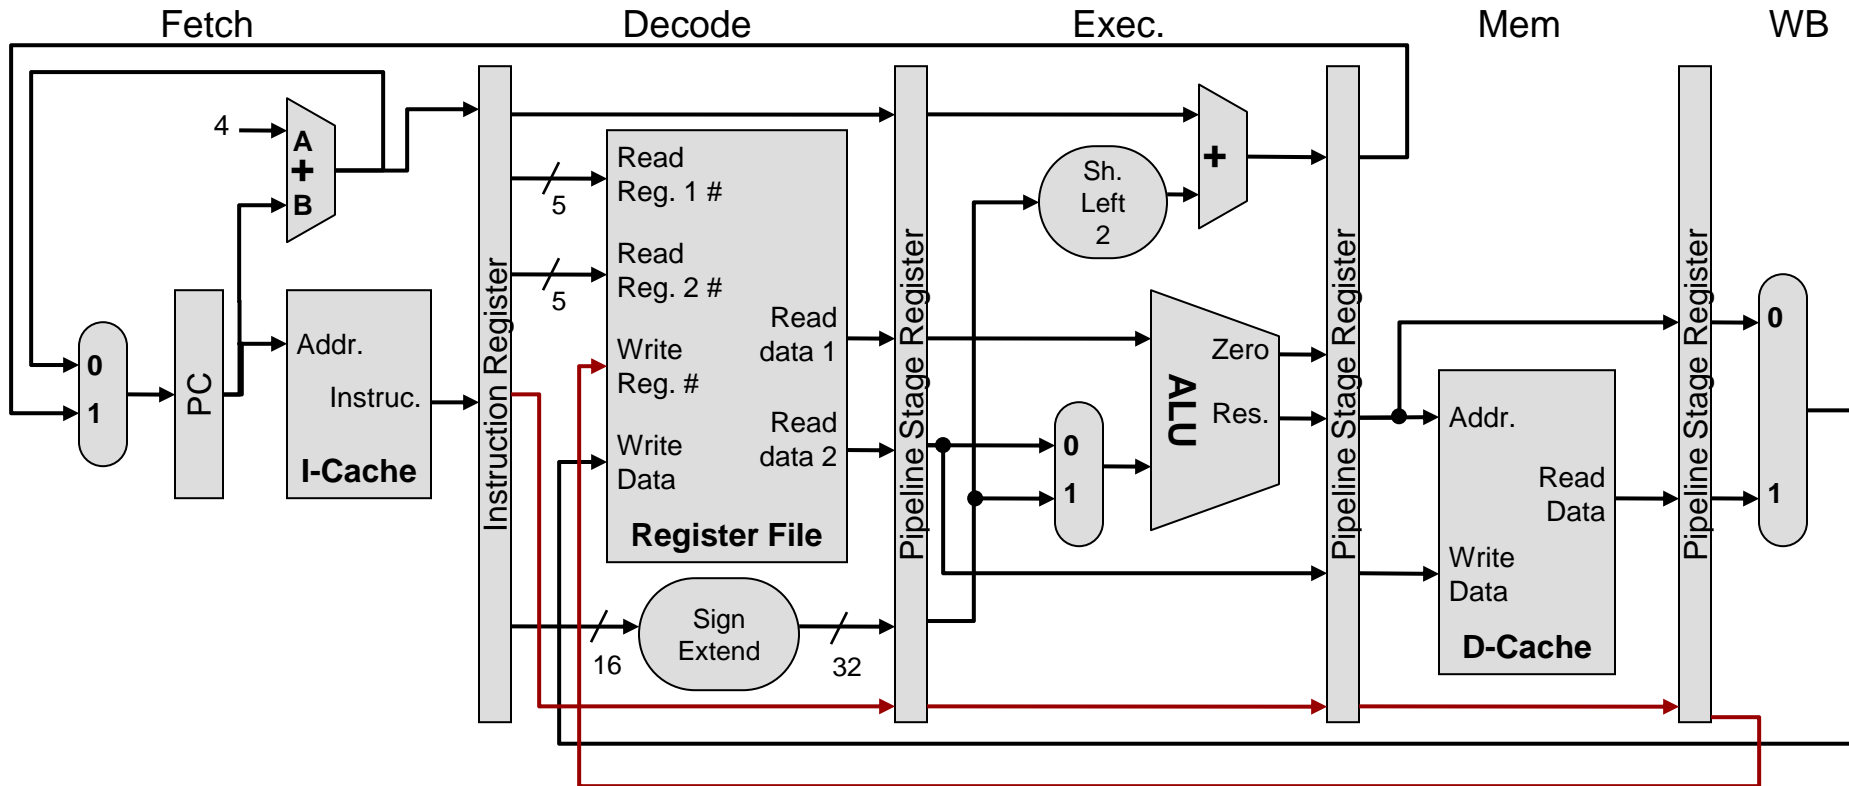 Fetch
Decode
Exec.
Mem
WB
4
A
+
B
0
1
PC
Addr.
Instruc.
I-Cache
Instruction Register
5
5
Read
Reg. 1 #
Read
Reg. 2 #
Write
Reg. #
Write
Data
Read
data 1
Read
data 2
Register File
16
Sign
Extend
32
Pipeline Stage Register
Sh.
Left
2
+
0
1
ALU
Zero
Res.
Pipeline Stage Register
Addr.
Read
Data
Write
Data
D-Cache
Pipeline Stage Register
0
1